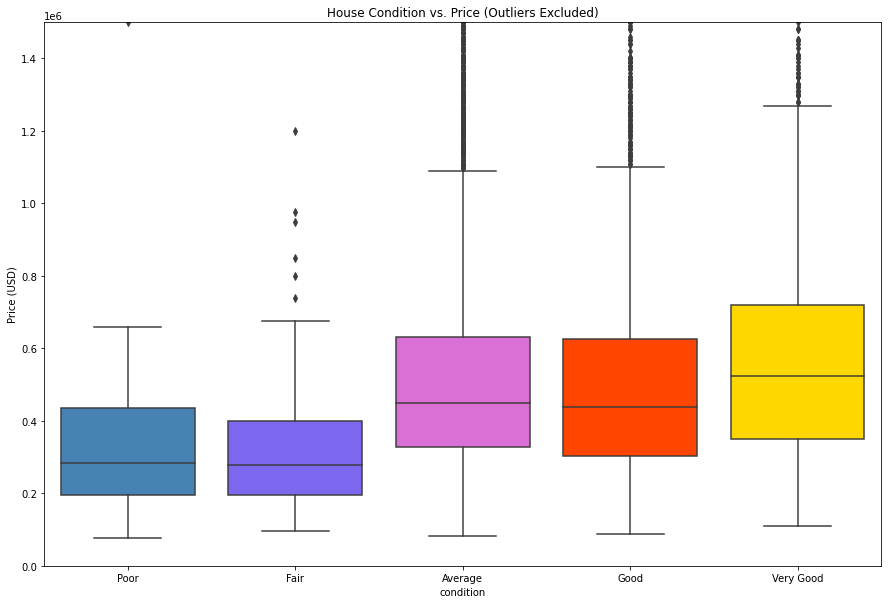 House Condition vs. Price (Outliers Excluded)
1e6
1.4
1.2
1.0
0.8
0.6
0.4
0.2
0.0
Price (USD)
Poor Fair Average Good Very Good
condition